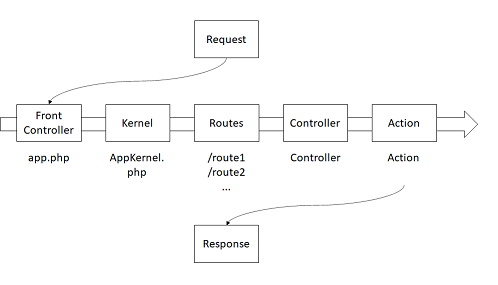 Request
Front
Controller
Kernel
Routes
Controller
Action
app.php
AppKernel.
php
/route1
/route2
...
Controller
Action
Response